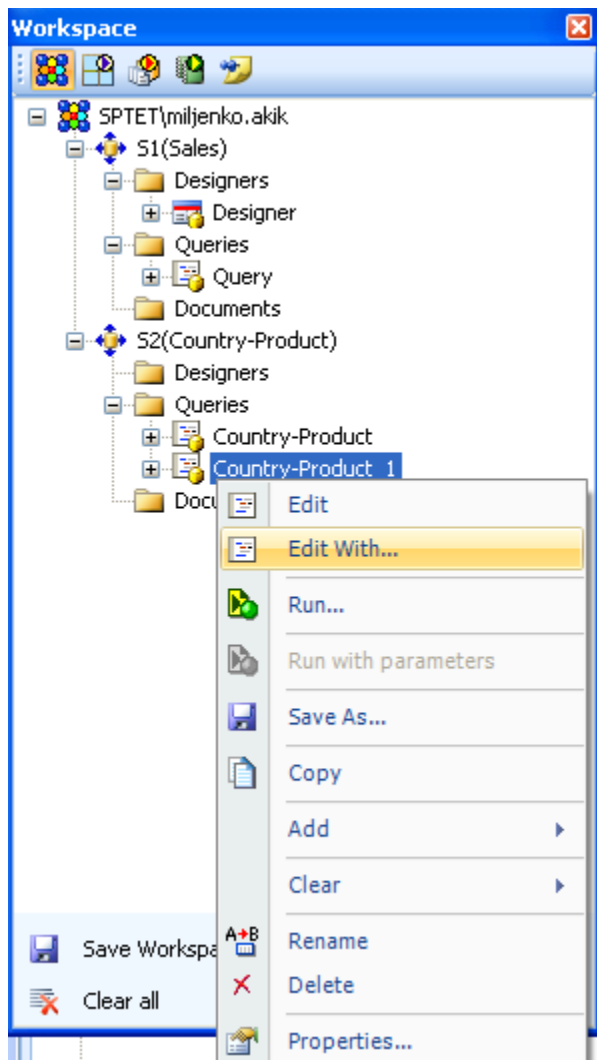 Workspace
SPTET\miljenko.akik
S1(Sales)
Designers
Designer
Queries
Query
Documents
S2(Country-Product)
Designers
Queries
Country-Product
Country-Product_1
Docu
Edit
Edit With...
Run...
Run with parameters
Save As...
Copy
Add
Clear
Save Workspa
A B
Rename
Clear all
Delete
Properties...